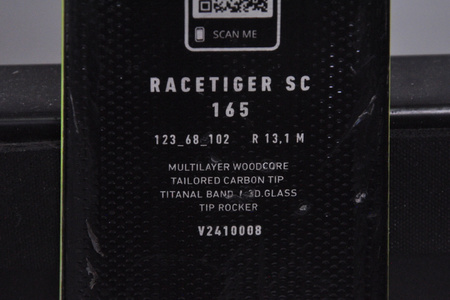 SCAN ME
RACETIGER SC
165
123_68_102 R 13,1 M
MULTILAYER WOODCORE
TAILORED CARBON TIP
TITANAL BAND / 3D.GLASS
TIP ROCKER
V2410008